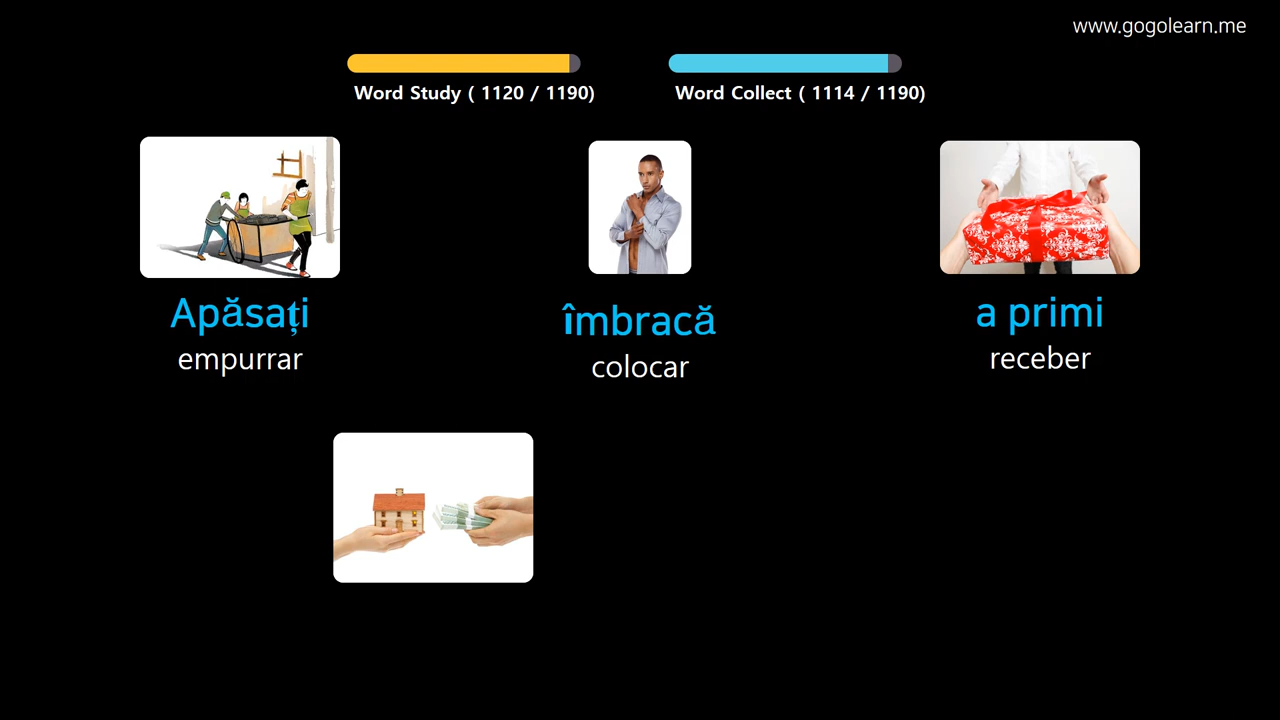 www.gogolearn.me
Word Study ( 1120 / 1190)
Word Collect ( 1114 / 1190)
Apăsați
empurrar
îmbracă
colocar
a primi
receber